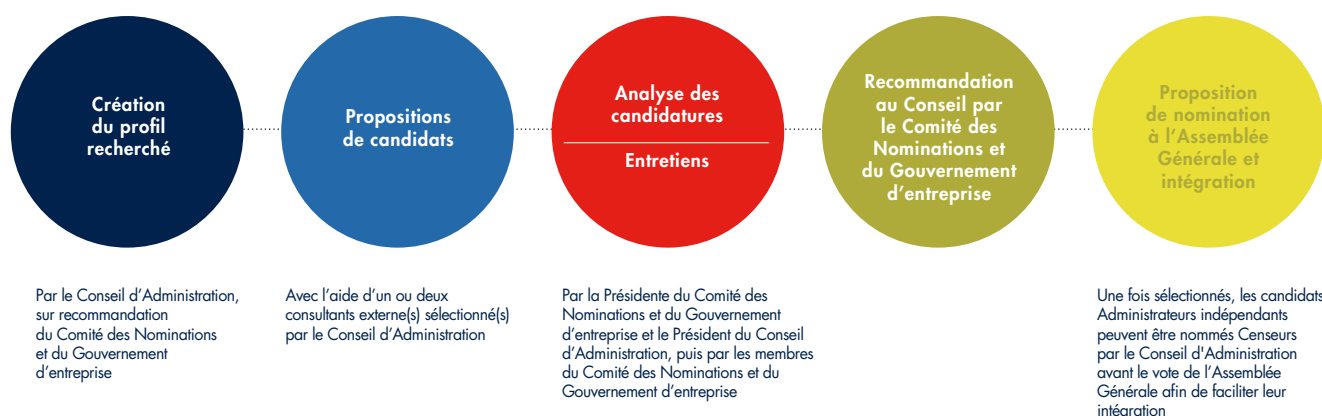 Création
du profil
recherché
Propositions
de candidats
Analyse des
candidatures
Entretiens
Recommandation
au Conseil par
le Comité des
Nominations et
du Gouvernement
d’entreprise
Proposition
de nomination
à l’Assemblée
Générale et
intégration
Par le Conseil d’Administration,
sur recommandation
du Comité des Nominations
et du Gouvernement
d’entreprise
Avec l’aide d’un ou deux
consultants externe(s) sélectionné(s)
par le Conseil d’Administration
Par la Présidente du Comité des
Nominations et du Gouvernement
d’entreprise et le Président du Conseil
d’Administration, puis par les membres
du Comité des Nominations et du
Gouvernement d’entreprise
Une fois sélectionnés, les candidats
Administrateurs indépendants
peuvent être nommés Censeurs
par le Conseil d'Administration
avant le vote de l’Assemblée
Générale afin de faciliter leur
intégration